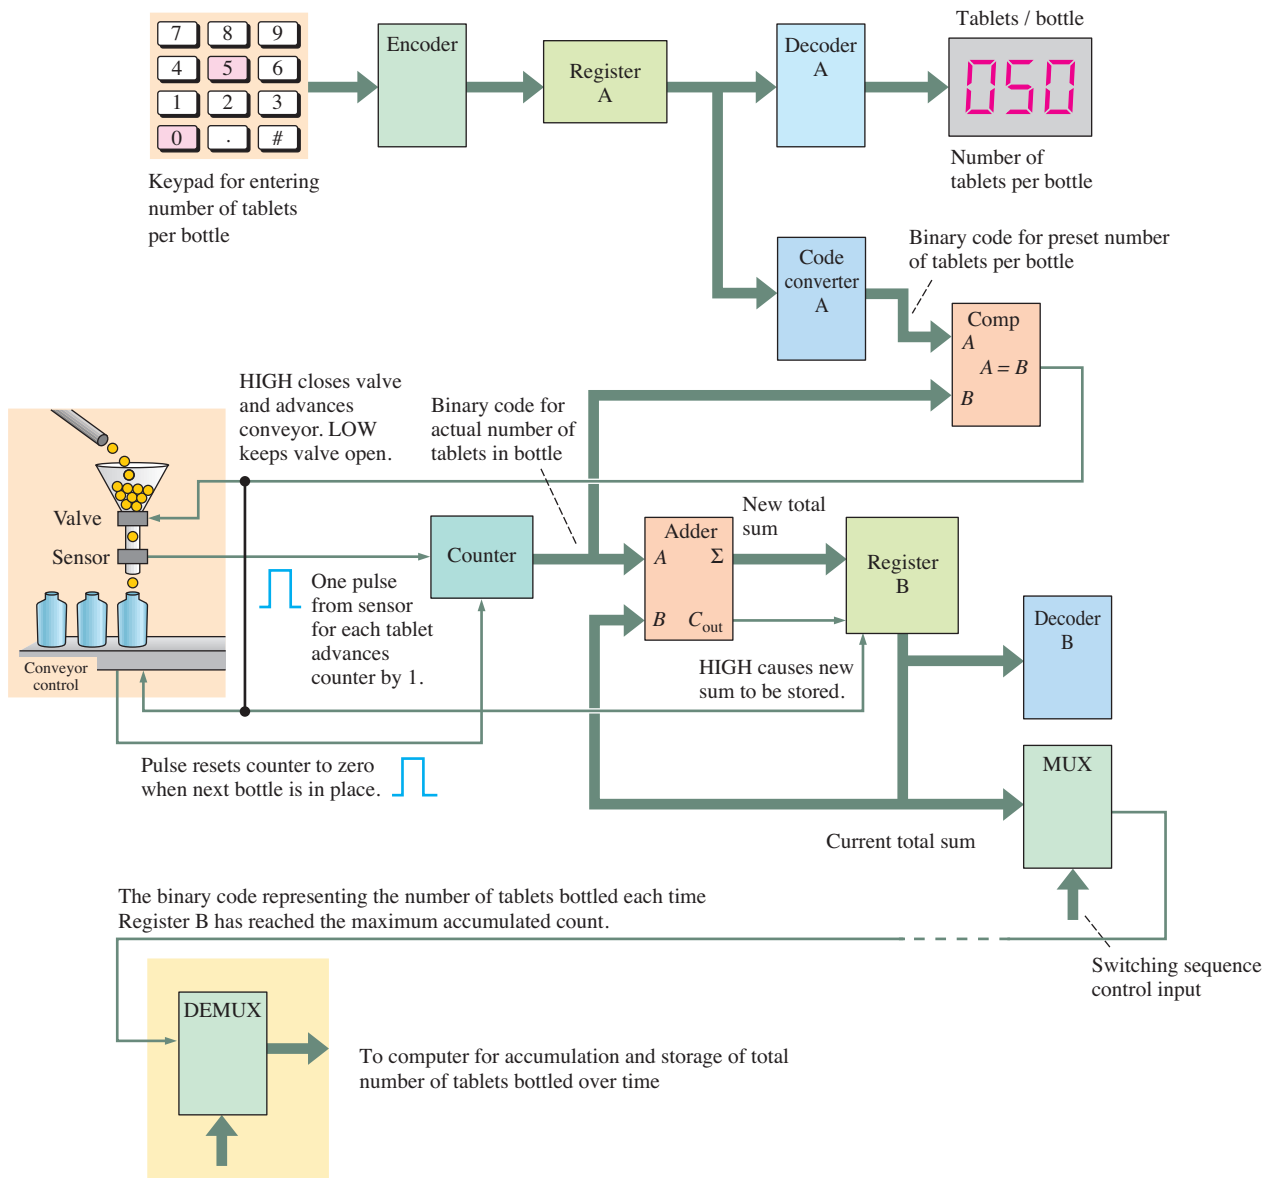 7 8 9
4 5 6
1 2 3
0 . #
Keypad for entering
number of tablets
per bottle
Encoder
Register
A
Decoder
A
Tablets / bottle
050
Number of
tablets per bottle
Code
converter
A
Binary code for preset number
of tablets per bottle
Comp
A
A = B
B
HIGH closes valve
and advances
conveyor. LOW
keeps valve open.
Binary code for
actual number of
tablets in bottle
Valve
Sensor
Conveyor
control
One pulse
from sensor
for each tablet
advances
counter by 1.
Counter
Adder
A Σ
B Cout
New total
sum
Register
B
HIGH causes new
sum to be stored.
Decoder
B
Pulse resets counter to zero
when next bottle is in place.
MUX
Current total sum
Switching sequence
control input
The binary code representing the number of tablets bottled each time
Register B has reached the maximum accumulated count.
DEMUX
To computer for accumulation and storage of total
number of tablets bottled over time